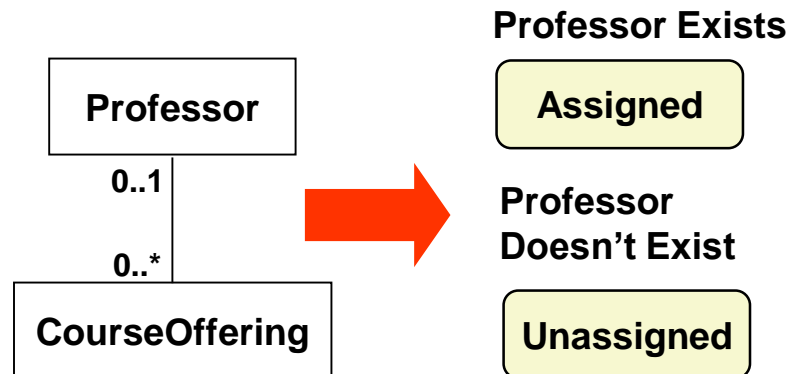 Professor
0..1
0..*
CourseOffering
Professor Exists
Assigned
Professor
Doesn’t Exist
Unassigned